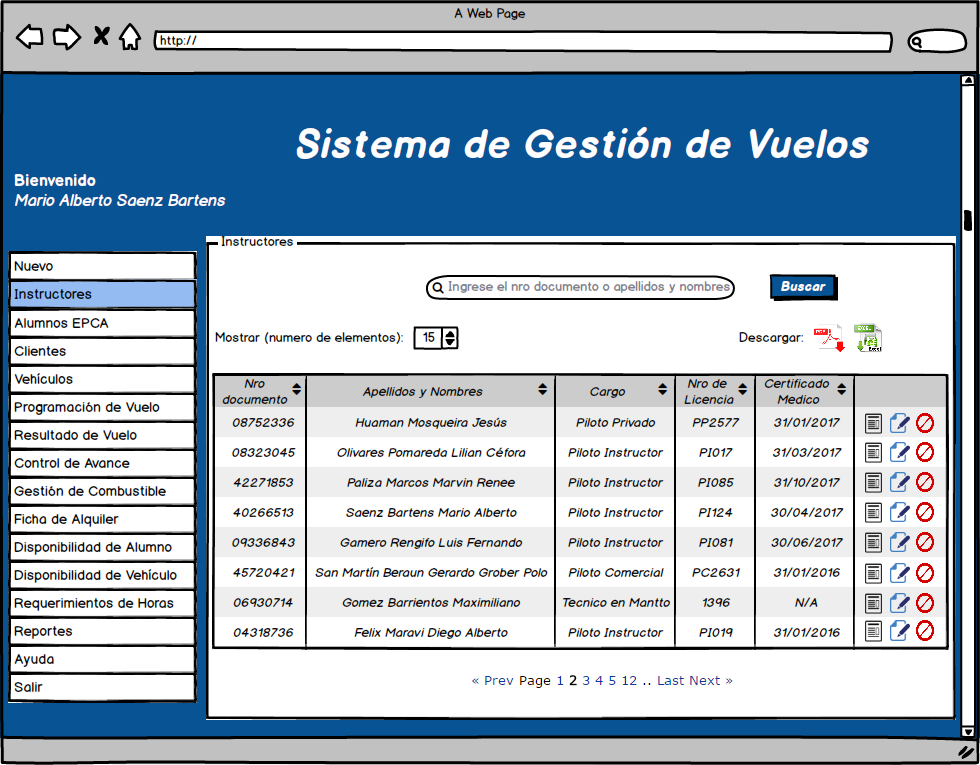 A Web Page
http://
Sistema de Gestión de Vuelos
Bienvenido
Mario Alberto Saenz Bartens
Nuevo
Instructores
Alumnos EPCA
Clientes
Vehículos
Programación de Vuelo
Resultado de Vuelo
Control de Avance
Gestión de Combustible
Ficha de Alquiler
Disponibilidad de Alumno
Disponibilidad de Vehículo
Requerimientos de Horas
Reportes
Ayuda
Salir
Instructores
Ingrese el nro documento o apellidos y nombres
Buscar
Mostrar (numero de elementos): 15
Descargar: PDF EXCEL Excel
Nro documento Apellidos y Nombres Cargo Nro de Licencia Certificado Medico
08752336 Huaman Mosqueira Jesús Piloto Privado PP2577 31/01/2017
08323045 Olivares Pomareda Lilian Céfora Piloto Instructor PI017 31/03/2017
42271853 Paliza Marcos Marvin Renee Piloto Instructor PI085 31/10/2017
40266513 Saenz Bartens Mario Alberto Piloto Instructor PI124 30/04/2017
09336843 Gamero Rengifo Luis Fernando Piloto Instructor PI081 30/06/2017
45720421 San Martín Beraun Gerardo Grober Polo Piloto Comercial PC2631 31/01/2016
06930714 Gomez Barrientos Maximiliano Tecnico en Mantto 1396 N/A
04318736 Felix Maravi Diego Alberto Piloto Instructor PI019 31/01/2016
« Prev Page 1 2 3 4 5 12 .. Last Next »